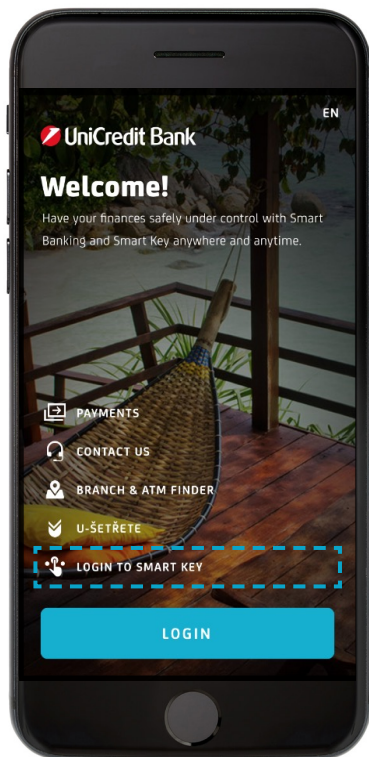 EN
UniCredit Bank
Welcome!
Have your finances safely under control with Smart
Banking and Smart Key anywhere and anytime.
PAYMENTS
CONTACT US
BRANCH & ATM FINDER
U-ŠETŘETE
LOGIN TO SMART KEY
LOGIN